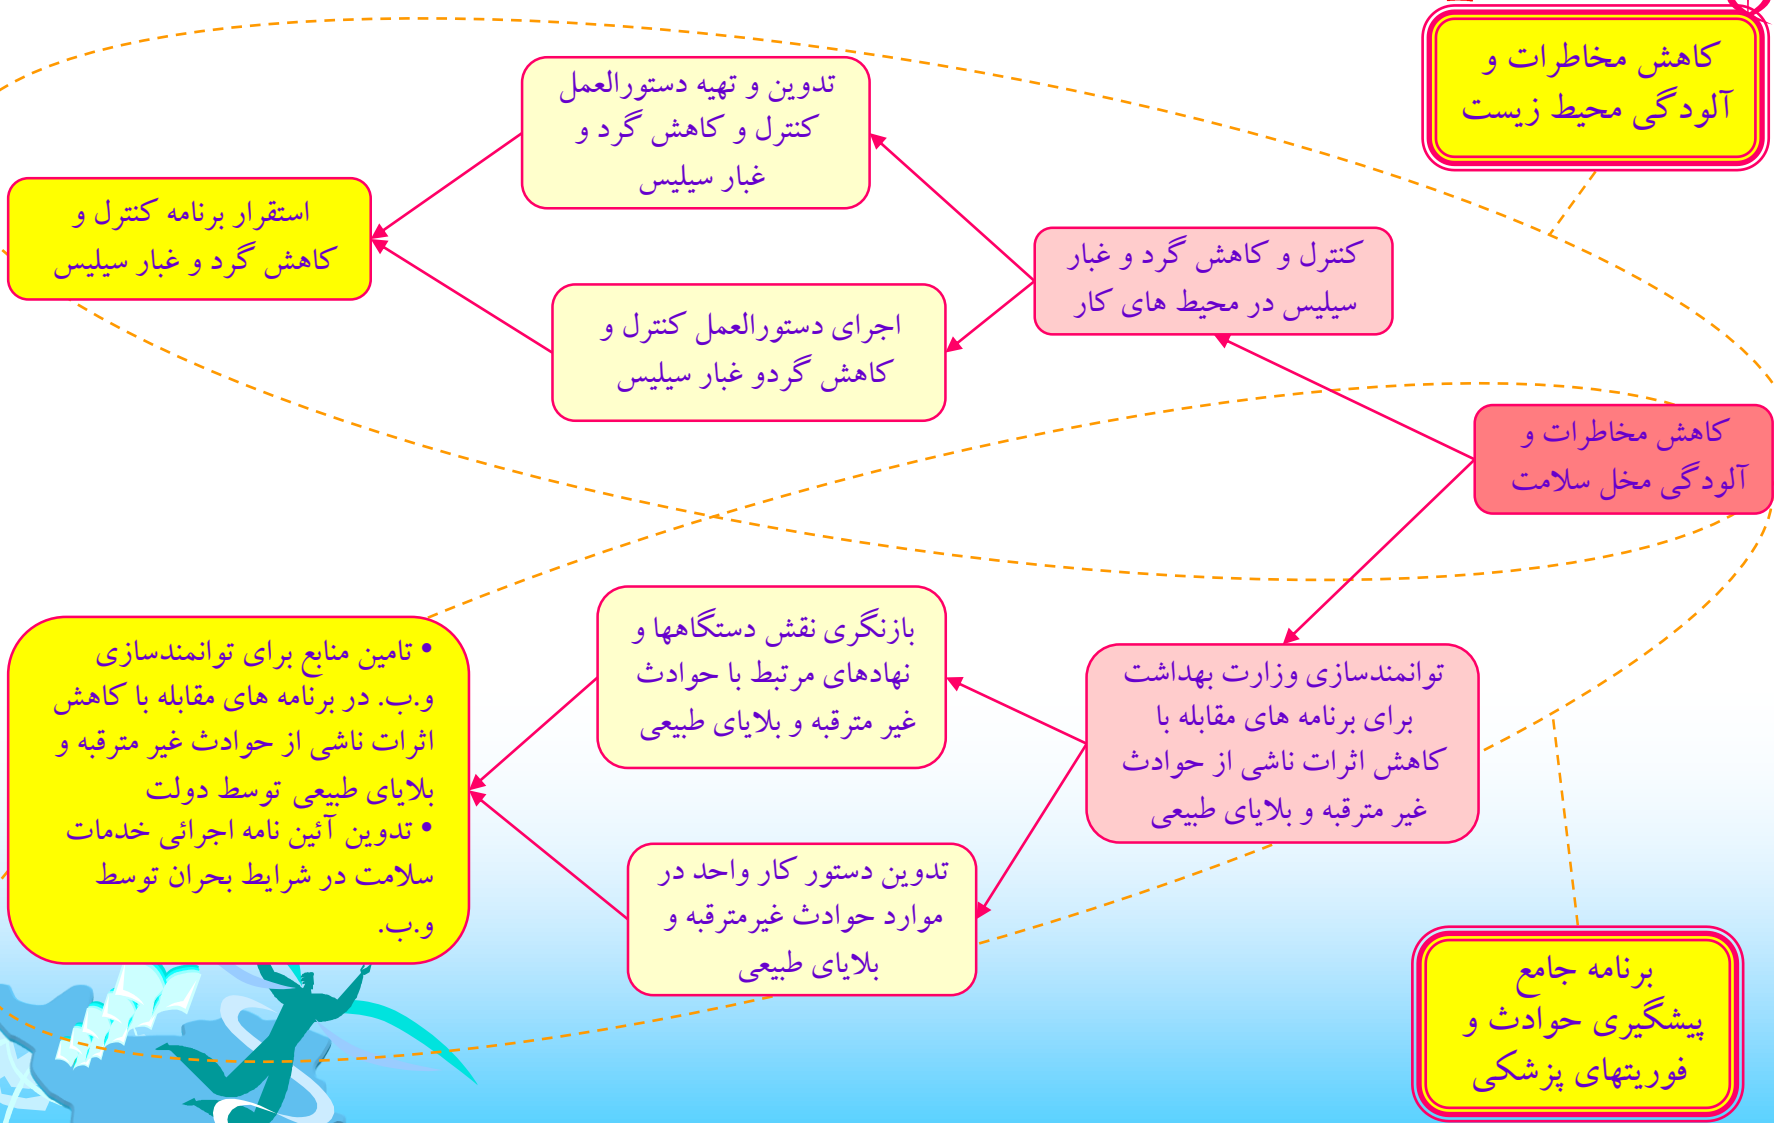 کاهش مخاطرات و
آلودگی محیط زیست
تدوین و تهیه دستورالعمل
کنترل و کاهش گرد و
غبار سیلیس
استقرار برنامه کنترل و
کاهش گرد و غبار سیلیس
کنترل و کاهش گرد و غبار
سیلیس در محیط های کار
اجرای دستورالعمل کنترل و
کاهش گردو غبار سیلیس
کاهش مخاطرات و
آلودگی مخل سلامت
بازنگری نقش دستگاهها و
نهادهای مرتبط با حوادث
غیر مترقبه و بلایای طبیعی
توانمندسازی وزارت بهداشت
برای برنامه های مقابله با
کاهش اثرات ناشی از حوادث
غیر مترقبه و بلایای طبیعی
• تامین منابع برای توانمندسازی
و.ب. در برنامه های مقابله با کاهش
اثرات ناشی از حوادث غیر مترقبه و
بلایای طبیعی توسط دولت
• تدوین آئین نامه اجرائی خدمات
سلامت در شرایط بحران توسط
و.ب.
تدوین دستور کار واحد در
موارد حوادث غیرمترقبه و
بلایای طبیعی
برنامه جامع
پیشگیری حوادث و
فوریتهای پزشکی